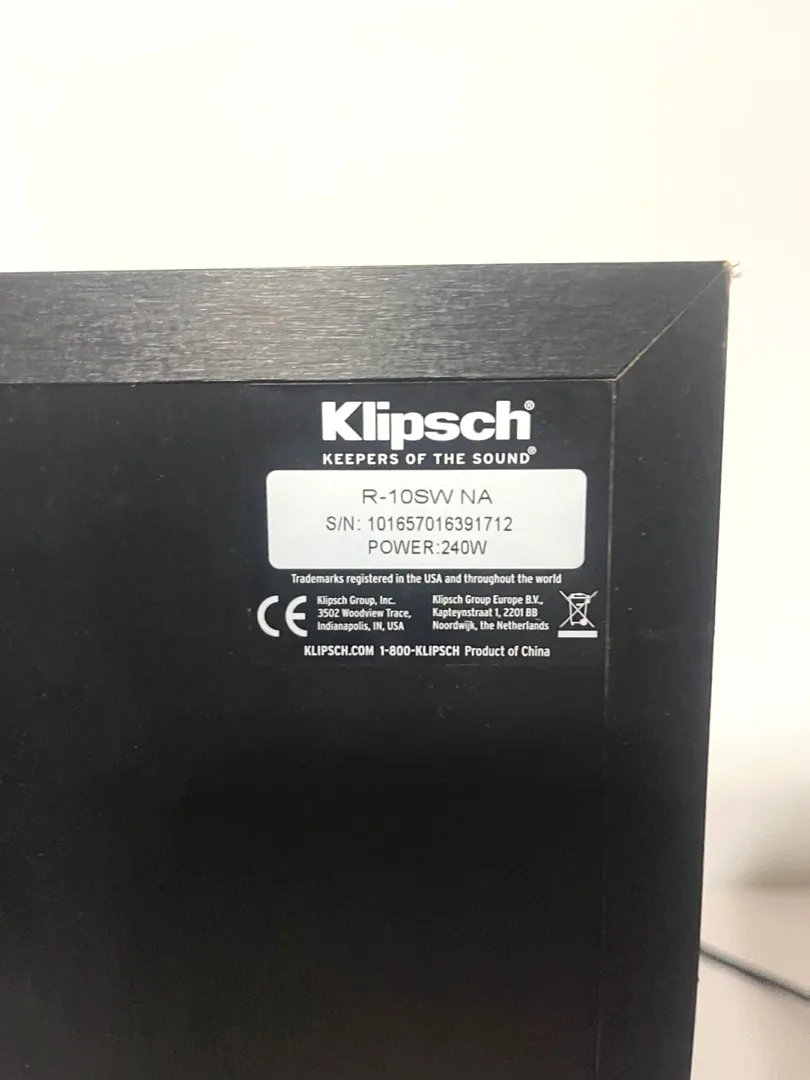 Klipsch®
KEEPERS OF THE SOUND®
R-10SW NA
S/N: 101657016391712
POWER:240W
Trademarks registered in the USA and throughout the world
CE
Klipsch Group, Inc.
3502 Woodview Trace,
Indianapolis, IN, USA
Klipsch Group Europe B.V.,
Kapteynstraat 1, 2201 BB
Noordwijk, the Netherlands
KLIPSCH.COM 1-800-KLIPSCH Product of China